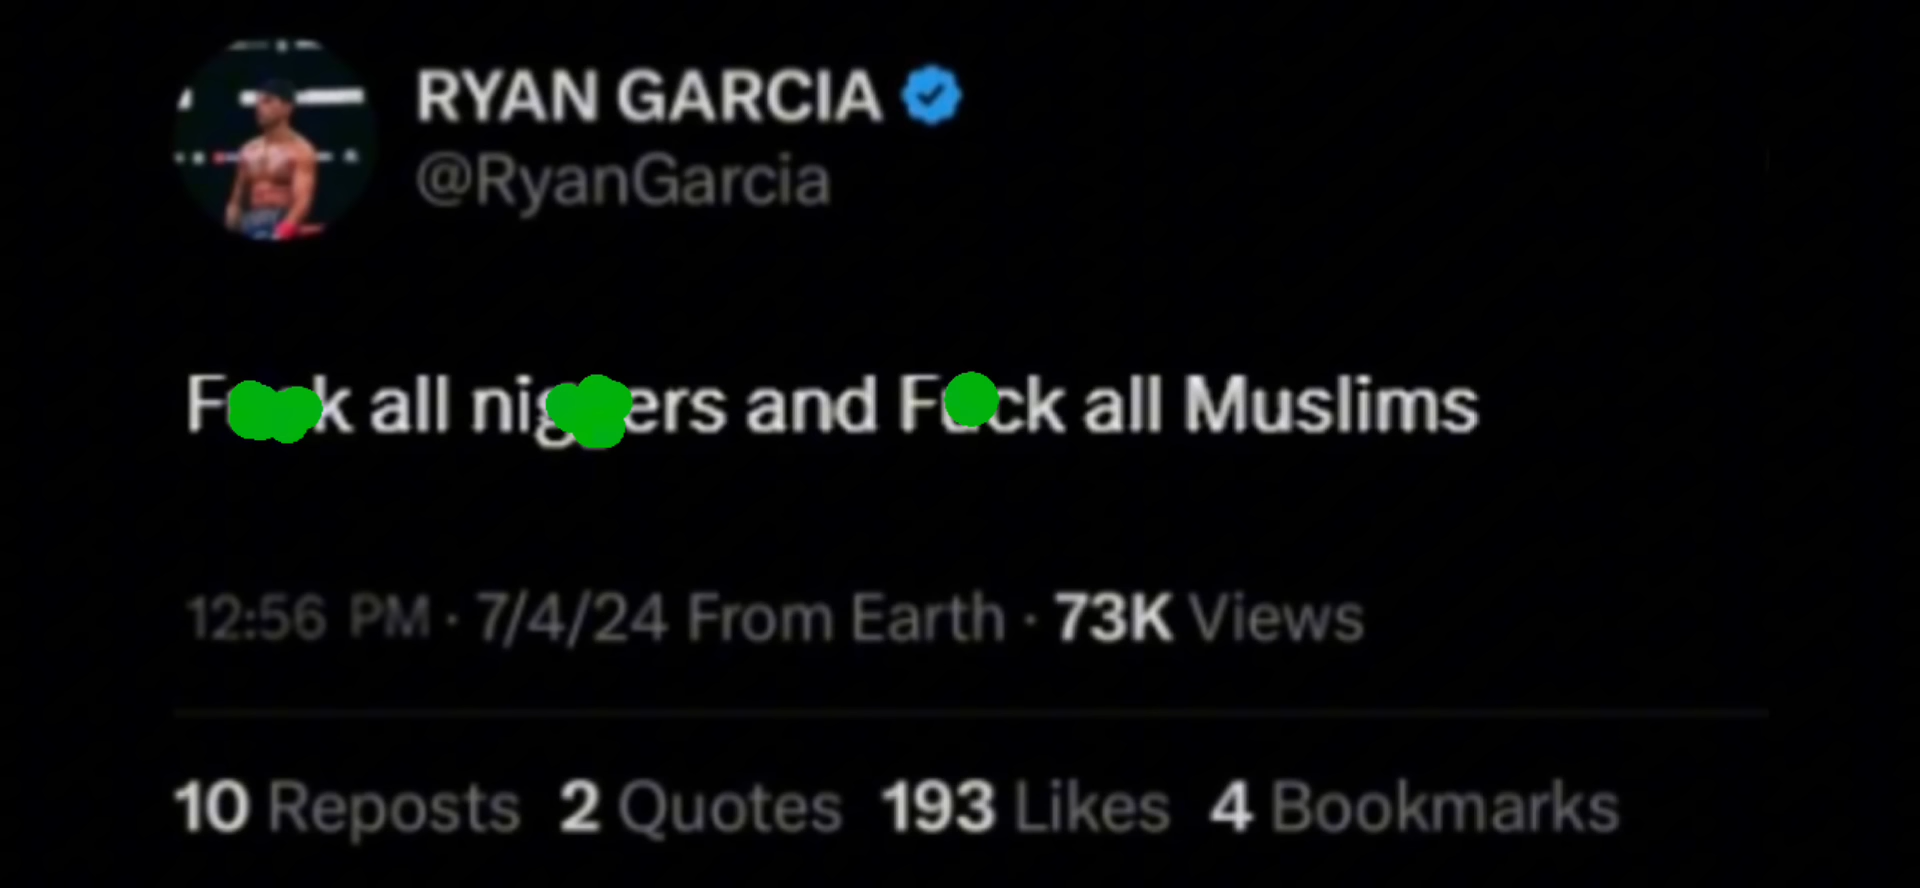 RYAN GARCIA
@RyanGarcia
all and all Muslims
12:56 PM · 7/4/24 From Earth · 73K Views
10 Reposts 2 Quotes 193 Likes 4 Bookmarks